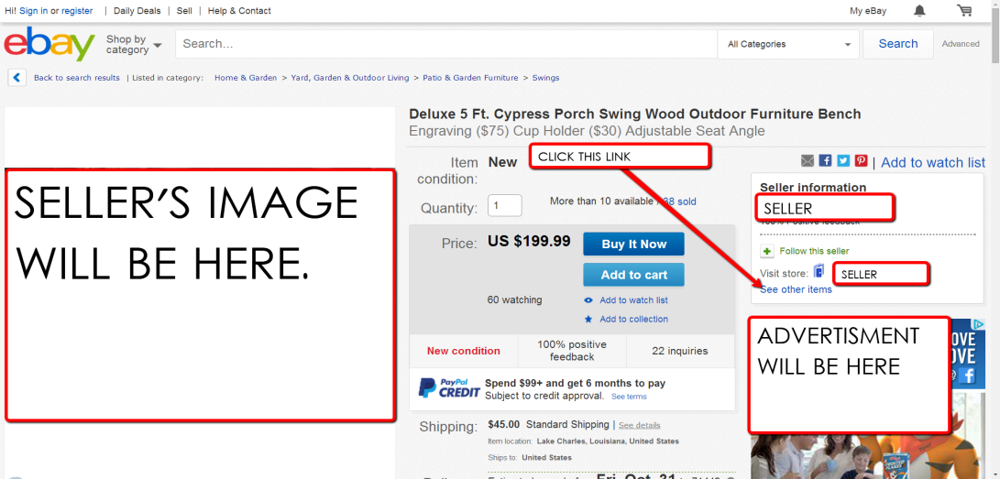 Hi! Sign in or register | Daily Deals | Sell | Help & Contact My eBay
ebay Shop by category Search... All Categories Search Advanced
Back to search results | Listed in category: Home & Garden > Yard, Garden & Outdoor Living > Patio & Garden Furniture > Swings
Deluxe 5 Ft. Cypress Porch Swing Wood Outdoor Furniture Bench
Engraving ($75) Cup Holder ($30) Adjustable Seat Angle
SELLER'S IMAGE
WILL BE HERE.
Item condition: New
CLICK THIS LINK
Quantity: 1 More than 10 available 38 sold
Price: US $199.99 Buy It Now
Add to cart
60 watching Add to watch list
Add to collection
New condition 100% positive feedback 22 inquiries
PayPal CREDIT Spend $99+ and get 6 months to pay
Subject to credit approval. See terms
Shipping: $45.00 Standard Shipping | See details
Item location: Lake Charles, Louisiana, United States
Ships to: United States
| Add to watch list
Seller information
SELLER
100% Positive feedback
Follow this seller
Visit store: SELLER
See other items
ADVERTISMENT
WILL BE HERE
OVE
OVE
FROSTED FLAKES